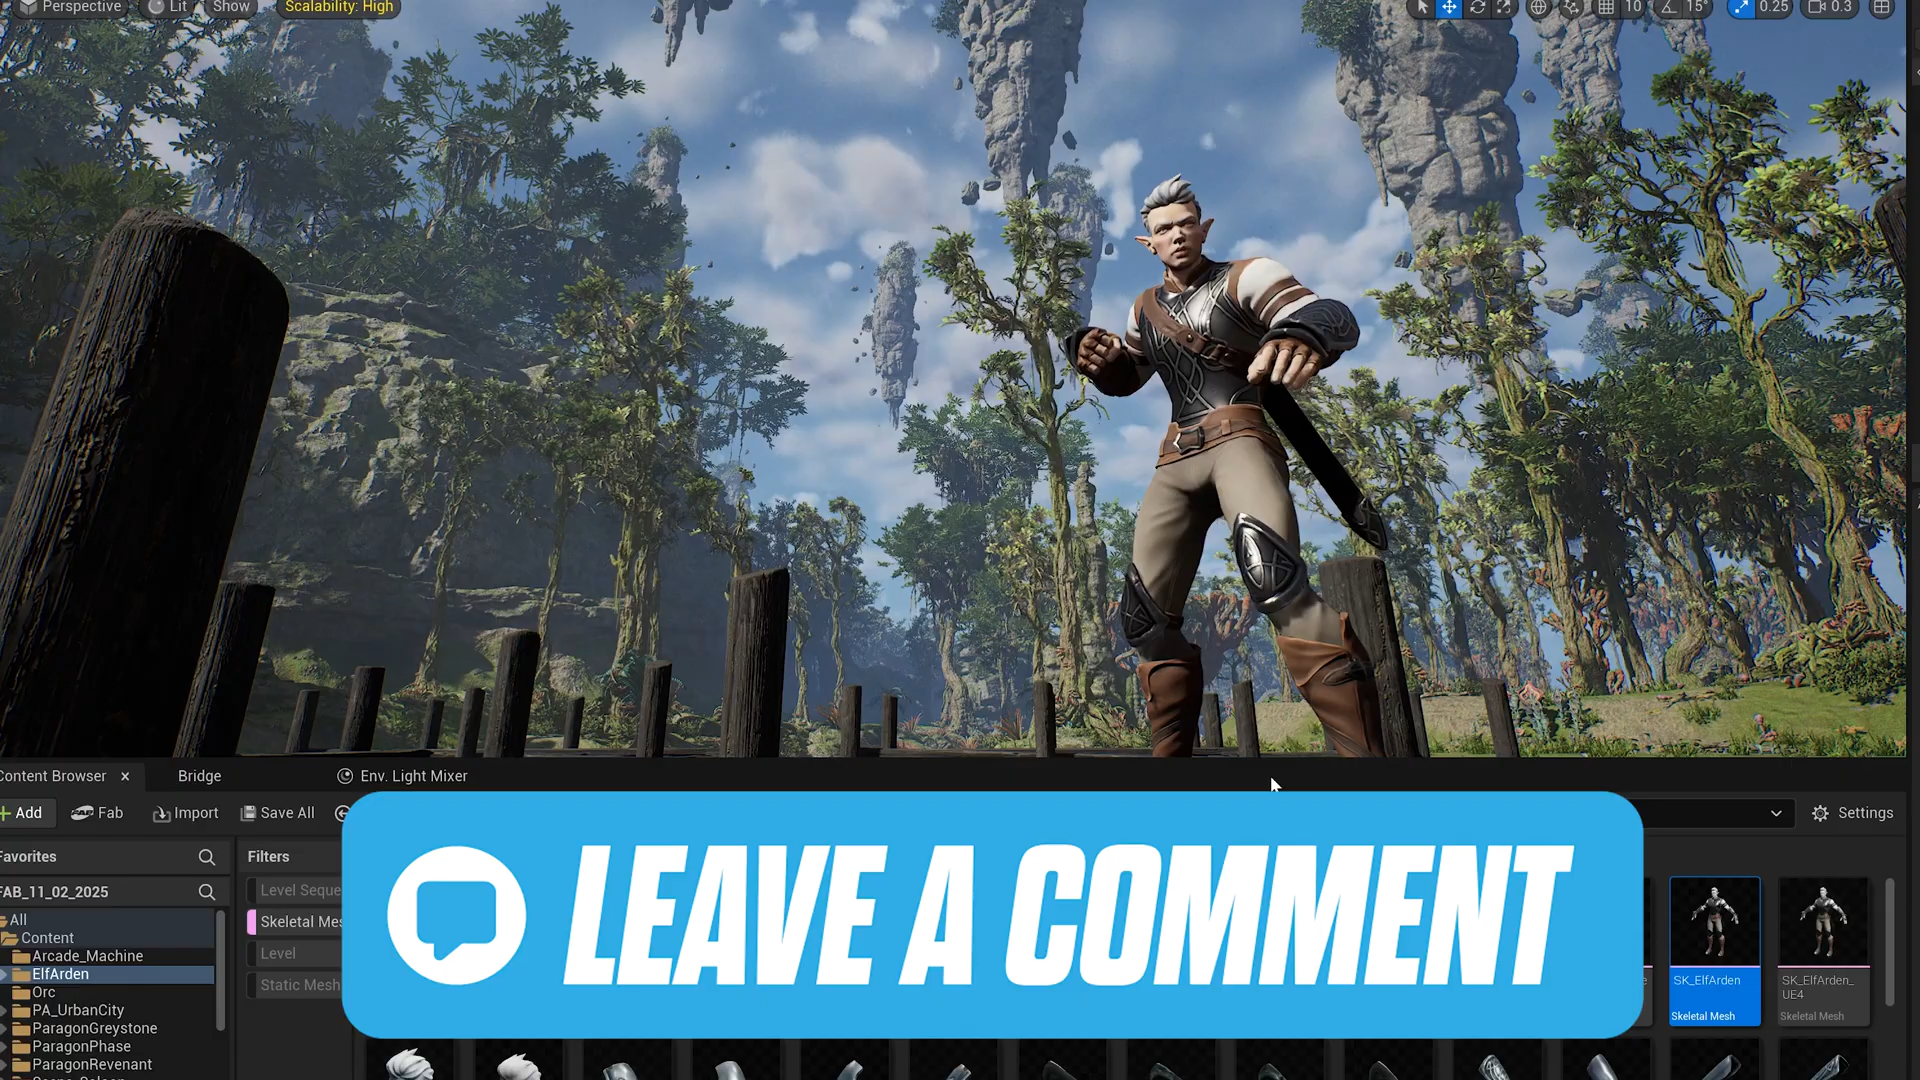 Perspective
Lit
Show
Scalability: High
10
15°
0.25
0.3
Content Browser
Bridge
Env. Light Mixer
Add
Fab
Import
Save All
Settings
Favorites
Filters
FAB_11_02_2025
All
Content
Arcade_Machine
ElfArden
Orc
PA_UrbanCity
ParagonGreystone
ParagonPhase
ParagonRevenant
Level Seque
Skeletal Mes
Level
Static Mesh
LEAVE A COMMENT
SK_ElfArden
Skeletal Mesh
SK_ElfArden_
UE4
Skeletal Mesh